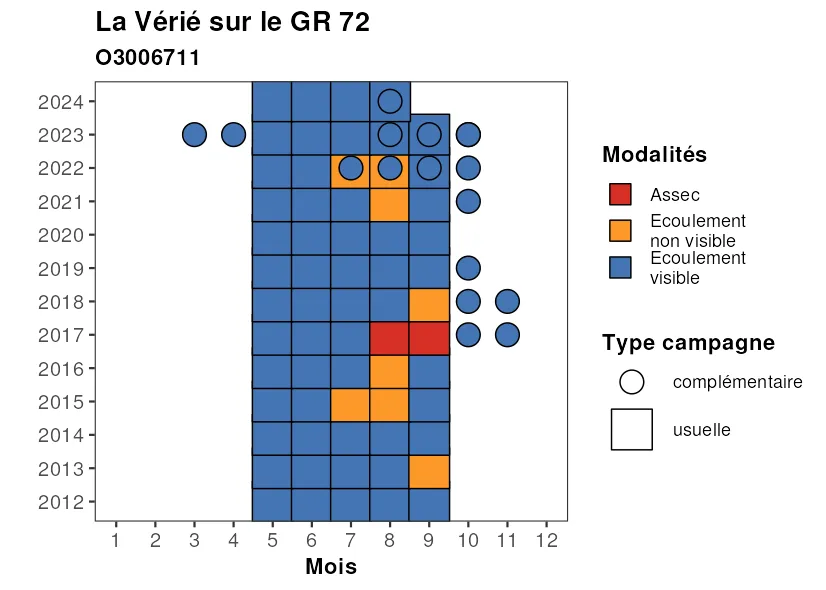 La Vérié sur le GR 72
O3006711
2024
2023
2022
2021
2020
2019
2018
2017
2016
2015
2014
2013
2012
1 2 3 4 5 6 7 8 9 10 11 12
Mois
Modalités
Assec
Ecoulement
non visible
Ecoulement
visible
Type campagne
complémentaire
usuelle